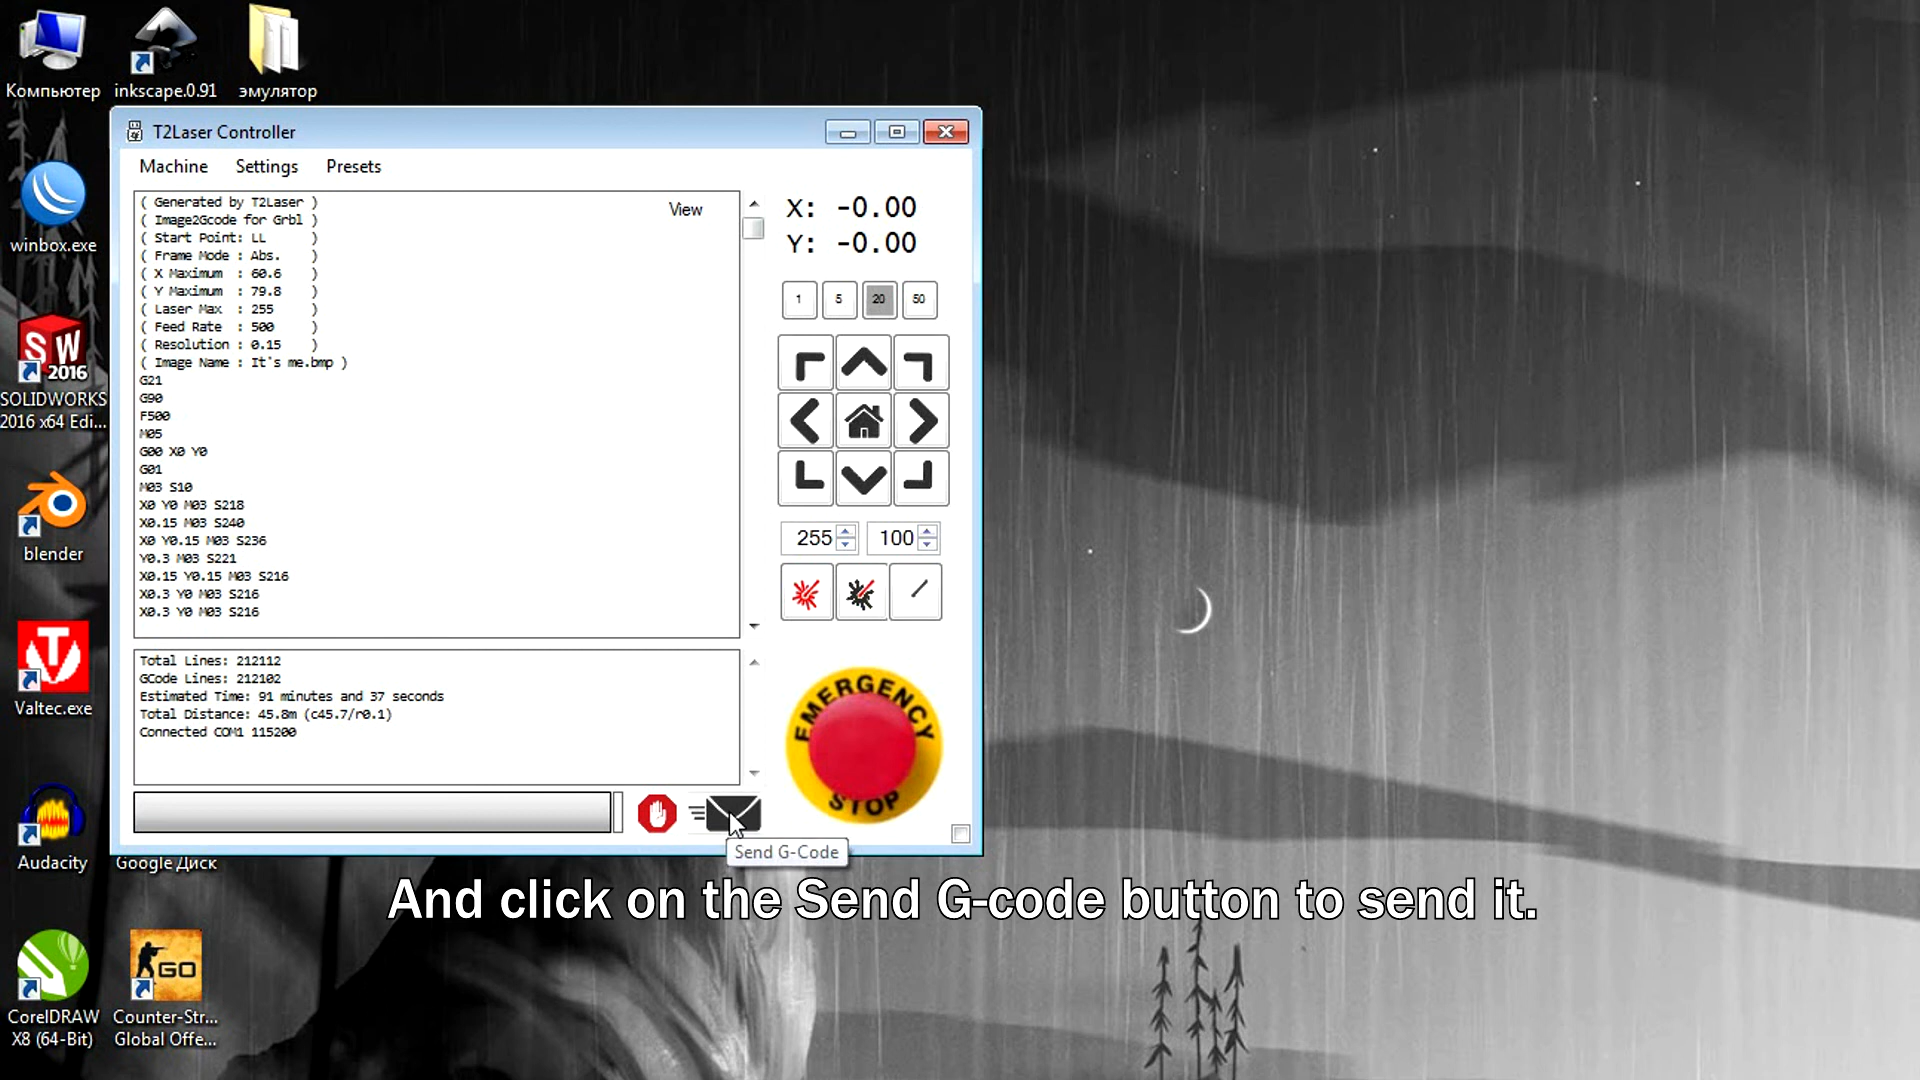 Компьютер
inkscape.0.91
эмулятор
winbox.exe
SW
2016
SOLIDWORKS
2016 x64 Edi...
blender
Valtec.exe
Audacity
Google Диск
CorelDRAW
X8 (64-Bit)
GO
Counter-Str...
Global Offe...
T2Laser Controller
Machine Settings Presets
( Generated by T2Laser )
( Image2Gcode for Grbl )
( Start Point: LL )
( Frame Mode : Abs. )
( X Maximum : 60.6 )
( Y Maximum : 79.8 )
( Laser Max : 255 )
( Feed Rate : 500 )
( Resolution : 0.15 )
( Image Name : It's me.bmp )
G21
G90
F500
M05
G00 X0 Y0
G01
M03 S10
X0 Y0 M03 S218
X0.15 M03 S240
X0 Y0.15 M03 S236
Y0.3 M03 S221
X0.15 Y0.15 M03 S216
X0.3 Y0 M03 S216
X0.3 Y0 M03 S216
View
Total Lines: 212112
GCode Lines: 212102
Estimated Time: 91 minutes and 37 seconds
Total Distance: 45.8m (c45.7/r0.1)
Connected COM1 115200
X: -0.00
Y: -0.00
1 5 20 50
255 100
EMERGENCY
STOP
Send G-Code
And click on the Send G-code button to send it.